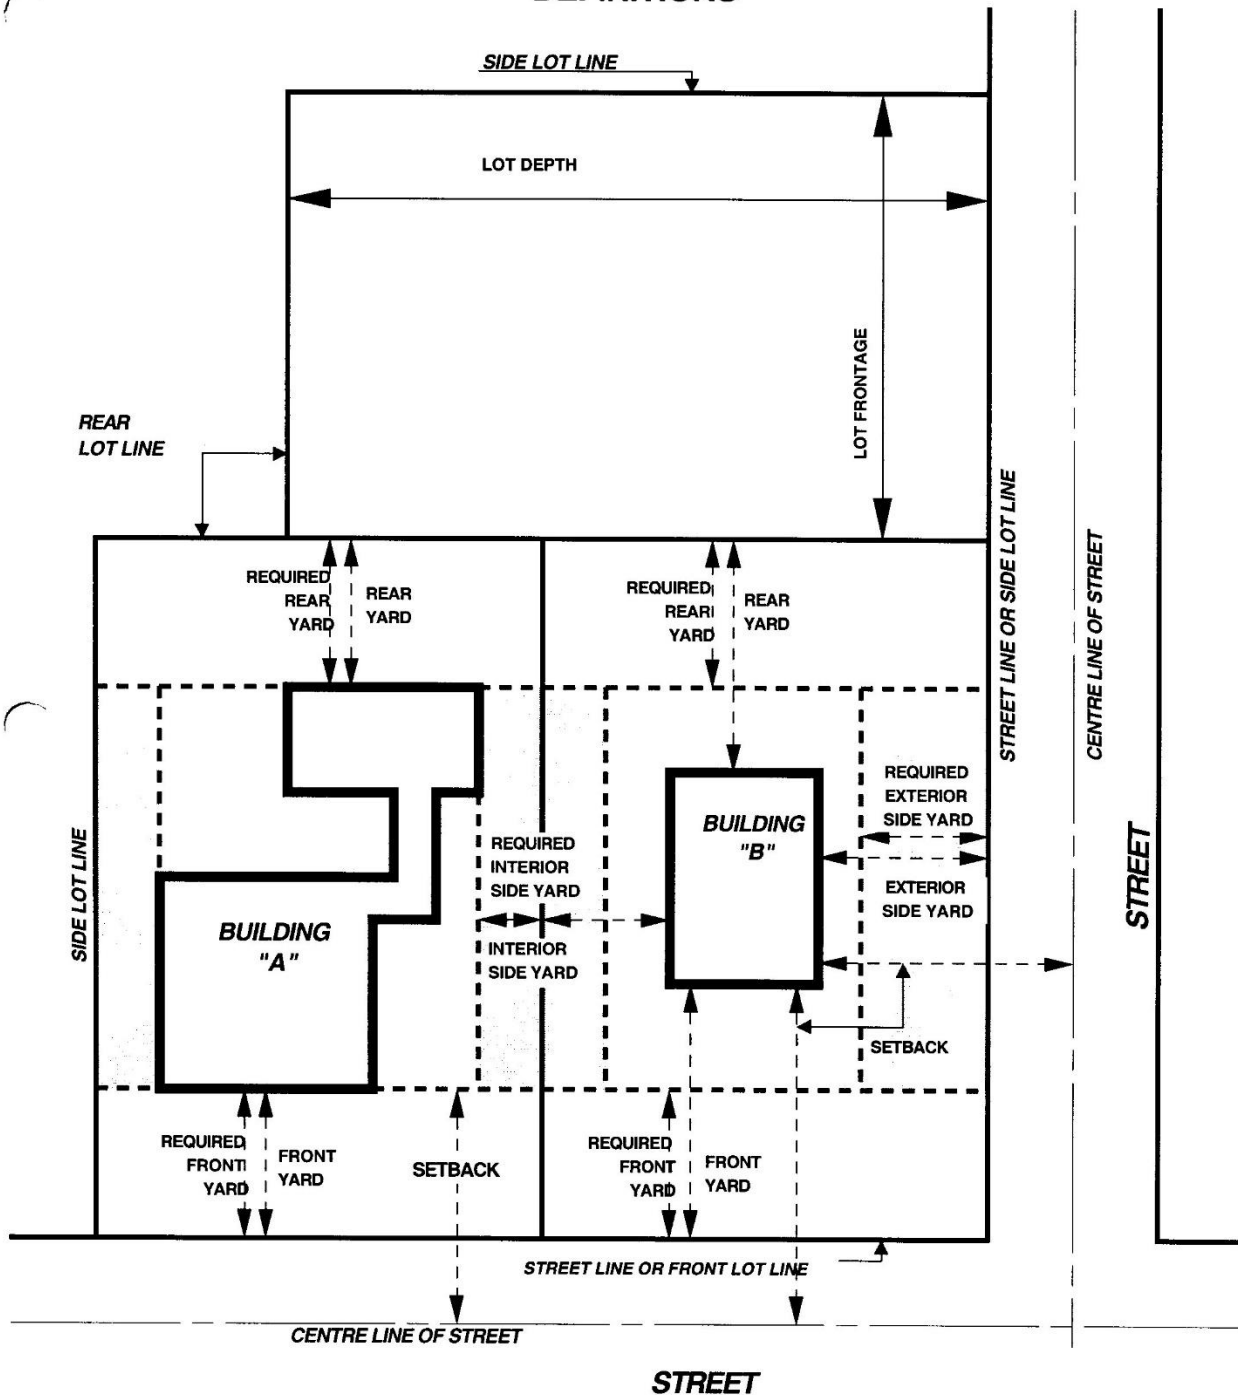 SIDE LOT LINE
LOT DEPTH
LOT FRONTAGE
REAR
LOT LINE
STREET LINE OR SIDE LOT LINE
CENTRE LINE OF STREET
REQUIRED
REAR
YARD
REAR
YARD
REQUIRED
REAR
YARD
REAR
YARD
SIDE LOT LINE
BUILDING
"A"
REQUIRED
INTERIOR
SIDE YARD
INTERIOR
SIDE YARD
BUILDING
"B"
REQUIRED
EXTERIOR
SIDE YARD
EXTERIOR
SIDE YARD
STREET
SETBACK
REQUIRED
FRONT
YARD
FRONT
YARD
SETBACK
REQUIRED
FRONT
YARD
FRONT
YARD
STREET LINE OR FRONT LOT LINE
CENTRE LINE OF STREET
STREET